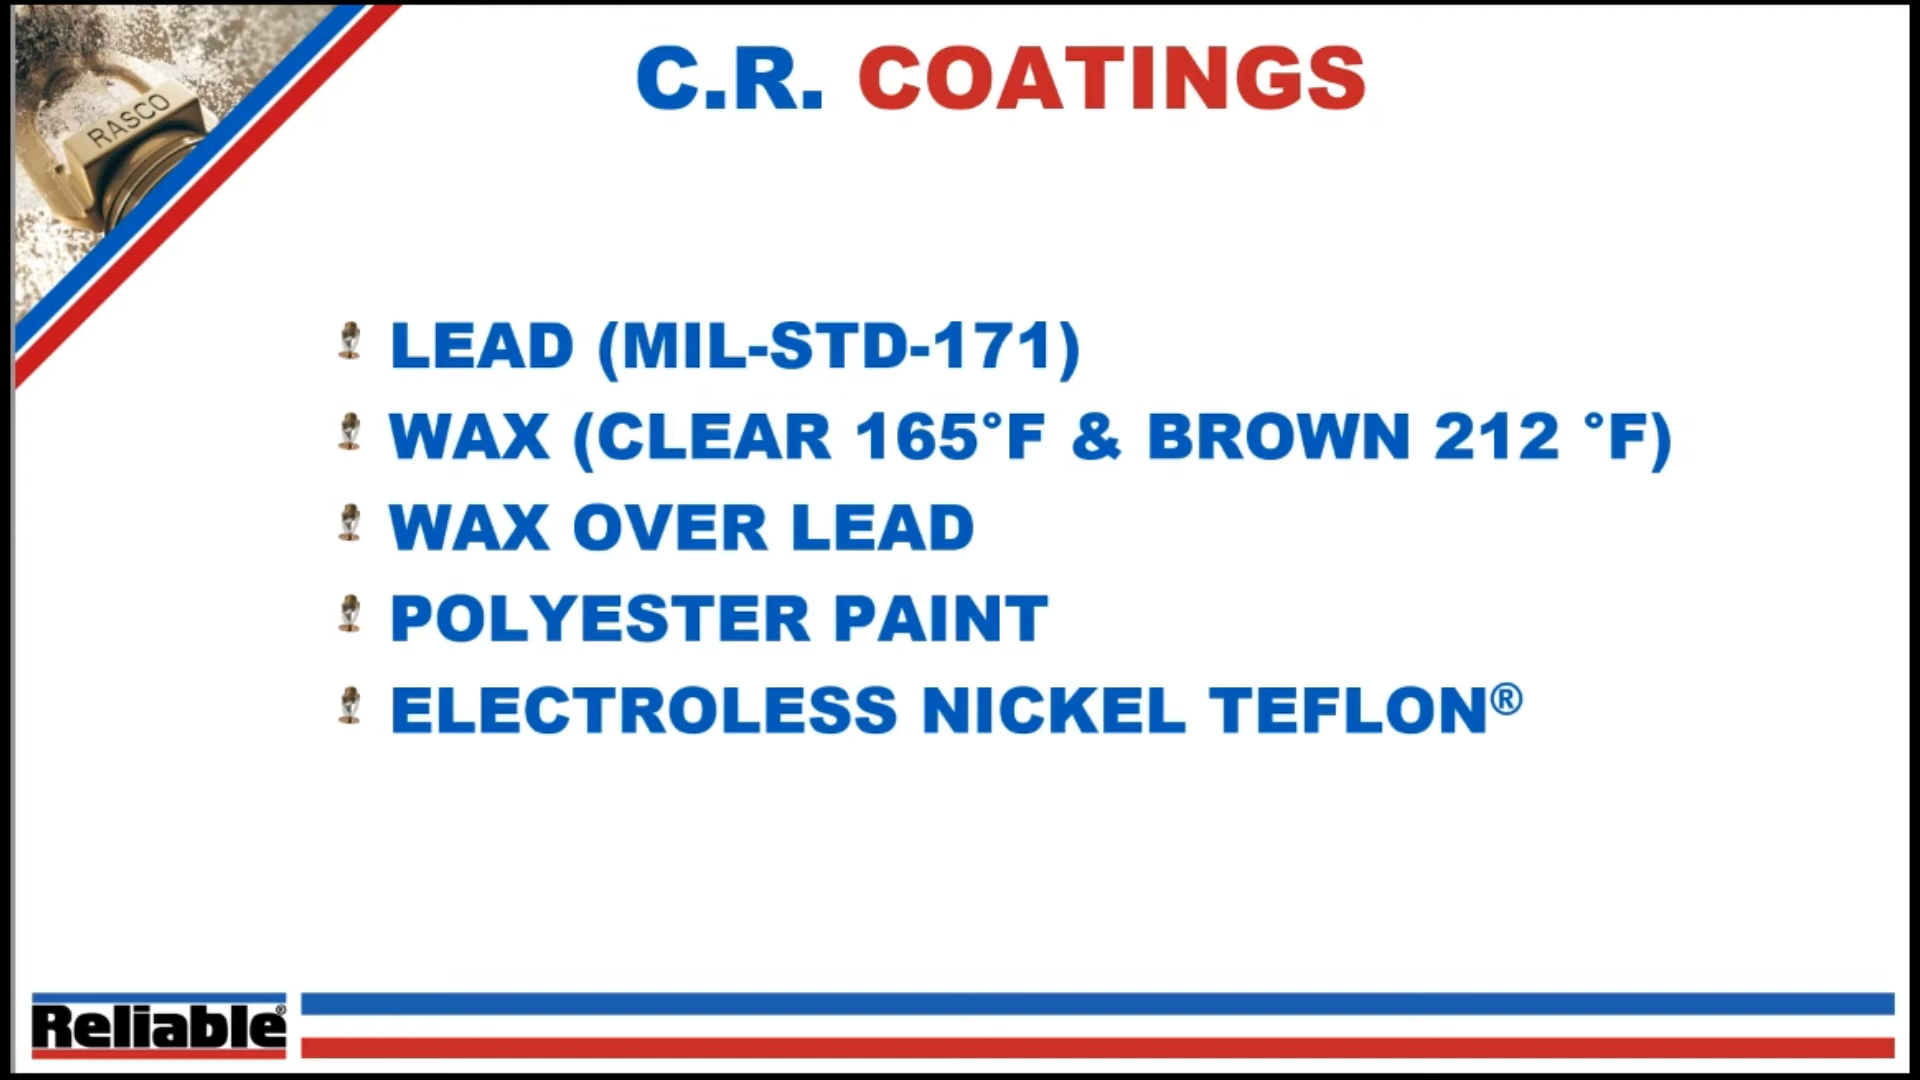 RASCO
C.R. COATINGS
LEAD (MIL-STD-171)
WAX (CLEAR 165°F & BROWN 212 °F)
WAX OVER LEAD
POLYESTER PAINT
ELECTROLESS NICKEL TEFLON®
Reliable®